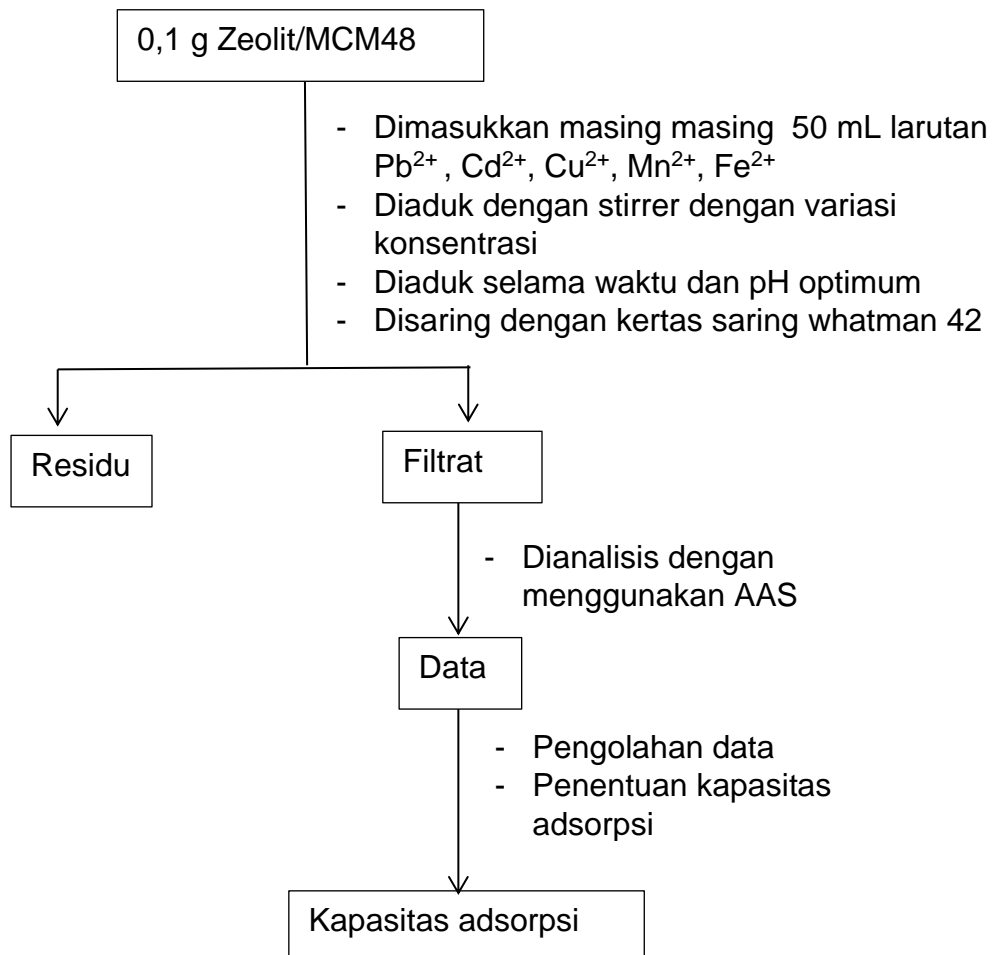 0,1 g Zeolit/MCM48
- Dimasukkan masing masing  50 mL larutan
Pb²⁺ , Cd²⁺, Cu²⁺, Mn²⁺, Fe²⁺
- Diaduk dengan stirrer dengan variasi
konsentrasi
- Diaduk selama waktu dan pH optimum
- Disaring dengan kertas saring whatman 42
Residu
Filtrat
- Dianalisis dengan
menggunakan AAS
Data
- Pengolahan data
- Penentuan kapasitas
adsorpsi
Kapasitas adsorpsi